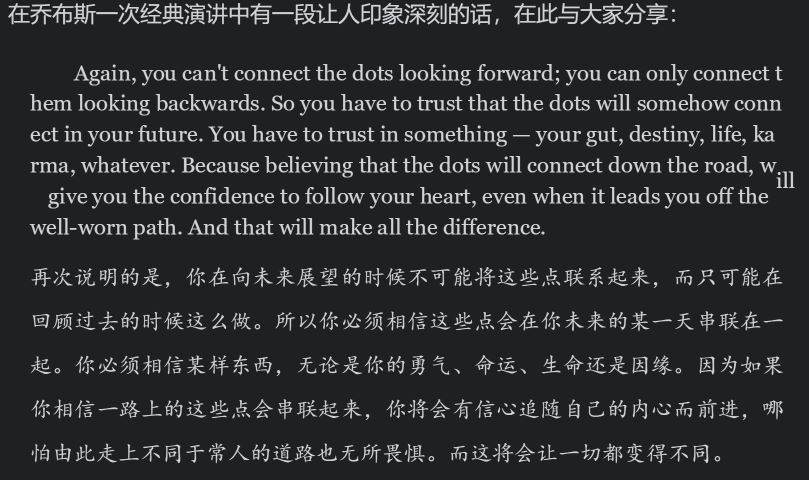 在乔布斯一次经典演讲中有一段让人印象深刻的话，在此与大家分享：
Again, you can't connect the dots looking forward; you can only connect t
hem looking backwards. So you have to trust that the dots will somehow conn
ect in your future. You have to trust in something — your gut, destiny, life, ka
rma, whatever. Because believing that the dots will connect down the road, will
give you the confidence to follow your heart, even when it leads you off the
well-worn path. And that will make all the difference.
再次说明的是，你在向未来展望的时候不可能将这些点联系起来，而只可能在
回顾过去的时候这么做。所以你必须相信这些点会在你未来的某一天串联在一
起。你必须相信某样东西，无论是你的勇气、命运、生命还是因缘。因为如果
你相信一路上的这些点会串联起来，你将会有信心追随自己的内心而前进，哪
怕由此走上不同于常人的道路也无所畏惧。而这将会让一切都变得不同。